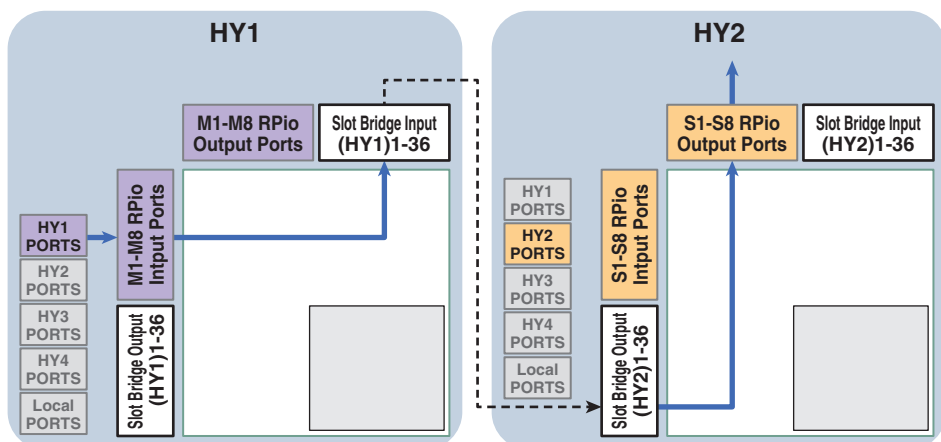 HY1
M1-M8 RPio
Output Ports
Slot Bridge Input
(HY1)1-36
M1-M8 RPio
Intput Ports
HY1
PORTS
HY2
PORTS
HY3
PORTS
HY4
PORTS
Local
PORTS
Slot Bridge Output
(HY1)1-36
HY2
S1-S8 RPio
Output Ports
Slot Bridge Input
(HY2)1-36
HY1
PORTS
HY2
PORTS
HY3
PORTS
HY4
PORTS
Local
PORTS
S1-S8 RPio
Intput Ports
Slot Bridge Output
(HY2)1-36